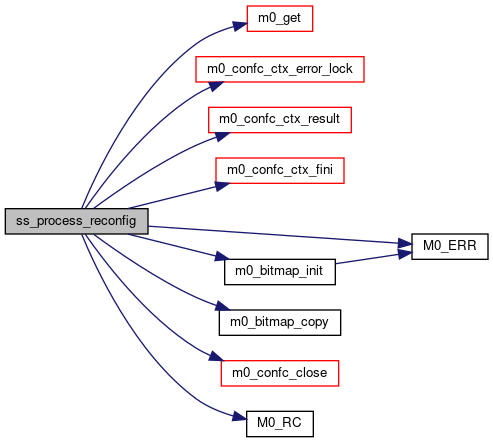 m0_get
m0_confc_ctx_error_lock
m0_confc_ctx_result
m0_confc_ctx_fini
ss_process_reconfig
M0_ERR
m0_bitmap_init
m0_bitmap_copy
m0_confc_close
M0_RC